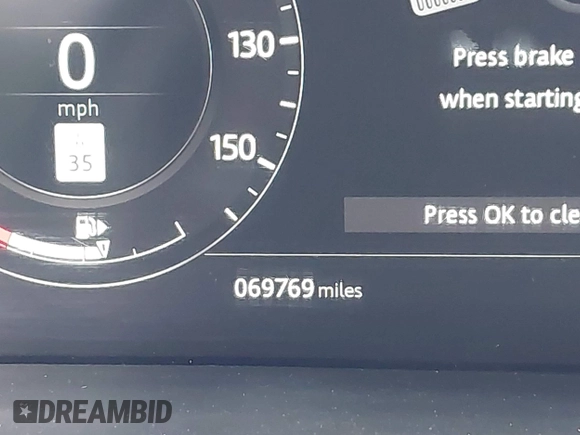 130
0
Press brake
mph
when starting
150
35
Press OK to cle
069769 miles
DREAMBID